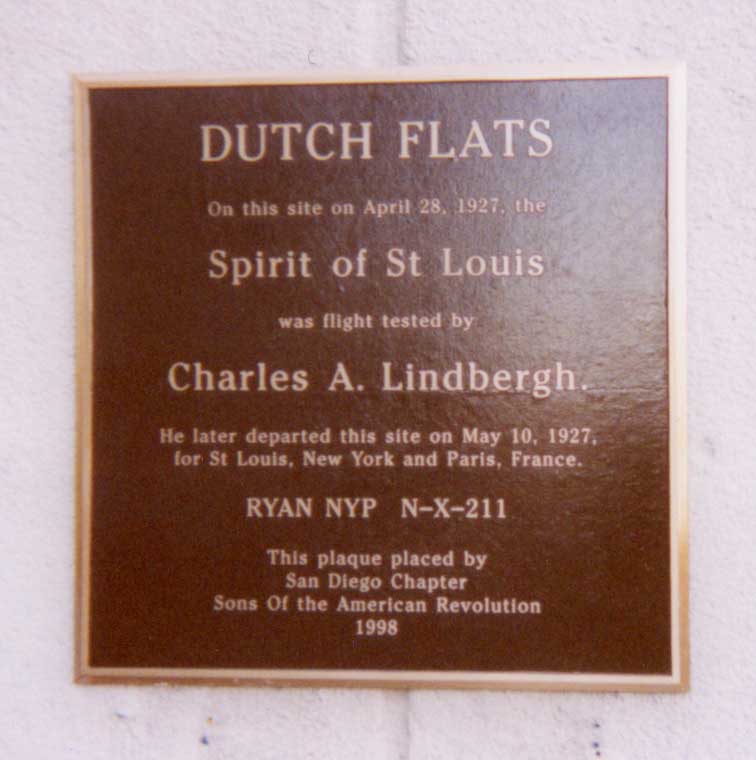 DUTCH FLATS
On this site on April 28, 1927, the
Spirit of St Louis
was flight tested by
Charles A. Lindbergh.
He later departed this site on May 10, 1927,
for St Louis, New York and Paris, France.
RYAN NYP N-X-211
This plaque placed by
San Diego Chapter
Sons Of the American Revolution
1998